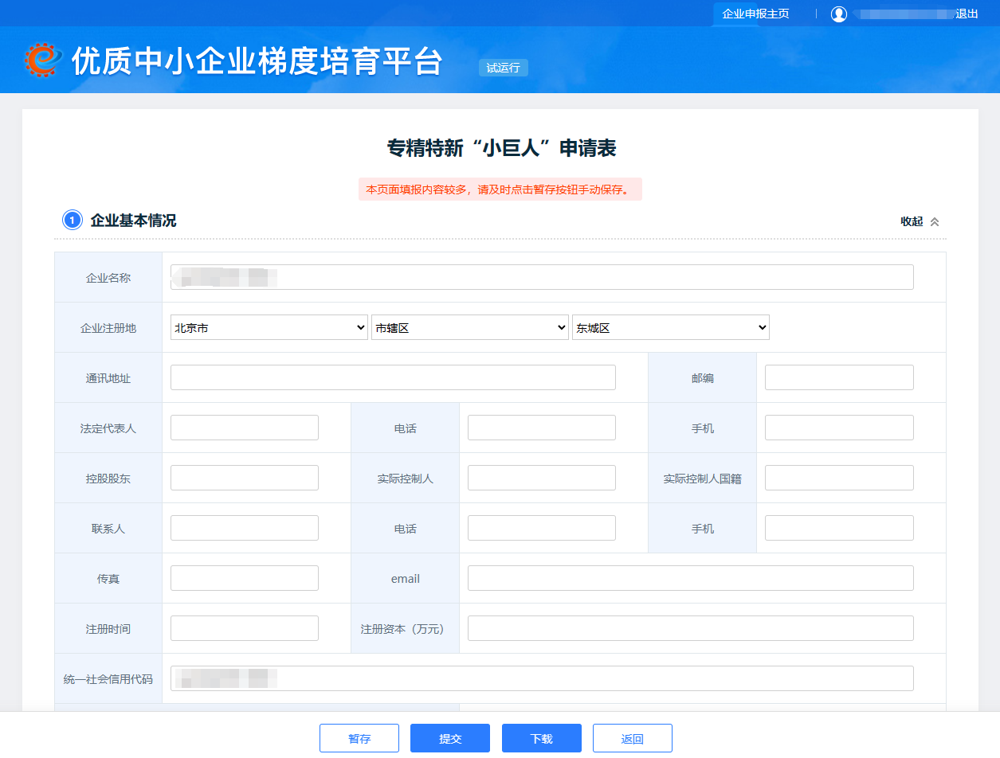 企业申报主页 退出
优质中小企业梯度培育平台 试运行
专精特新“小巨人”申请表
本页面填报内容较多，请及时点击暂存按钮手动保存。
1 企业基本情况 收起
企业名称
企业注册地 北京市 市辖区 东城区
通讯地址 邮编
法定代表人 电话 手机
控股股东 实际控制人 实际控制人国籍
联系人 电话 手机
传真 email
注册时间 注册资本（万元）
统一社会信用代码
暂存 提交 下载 返回